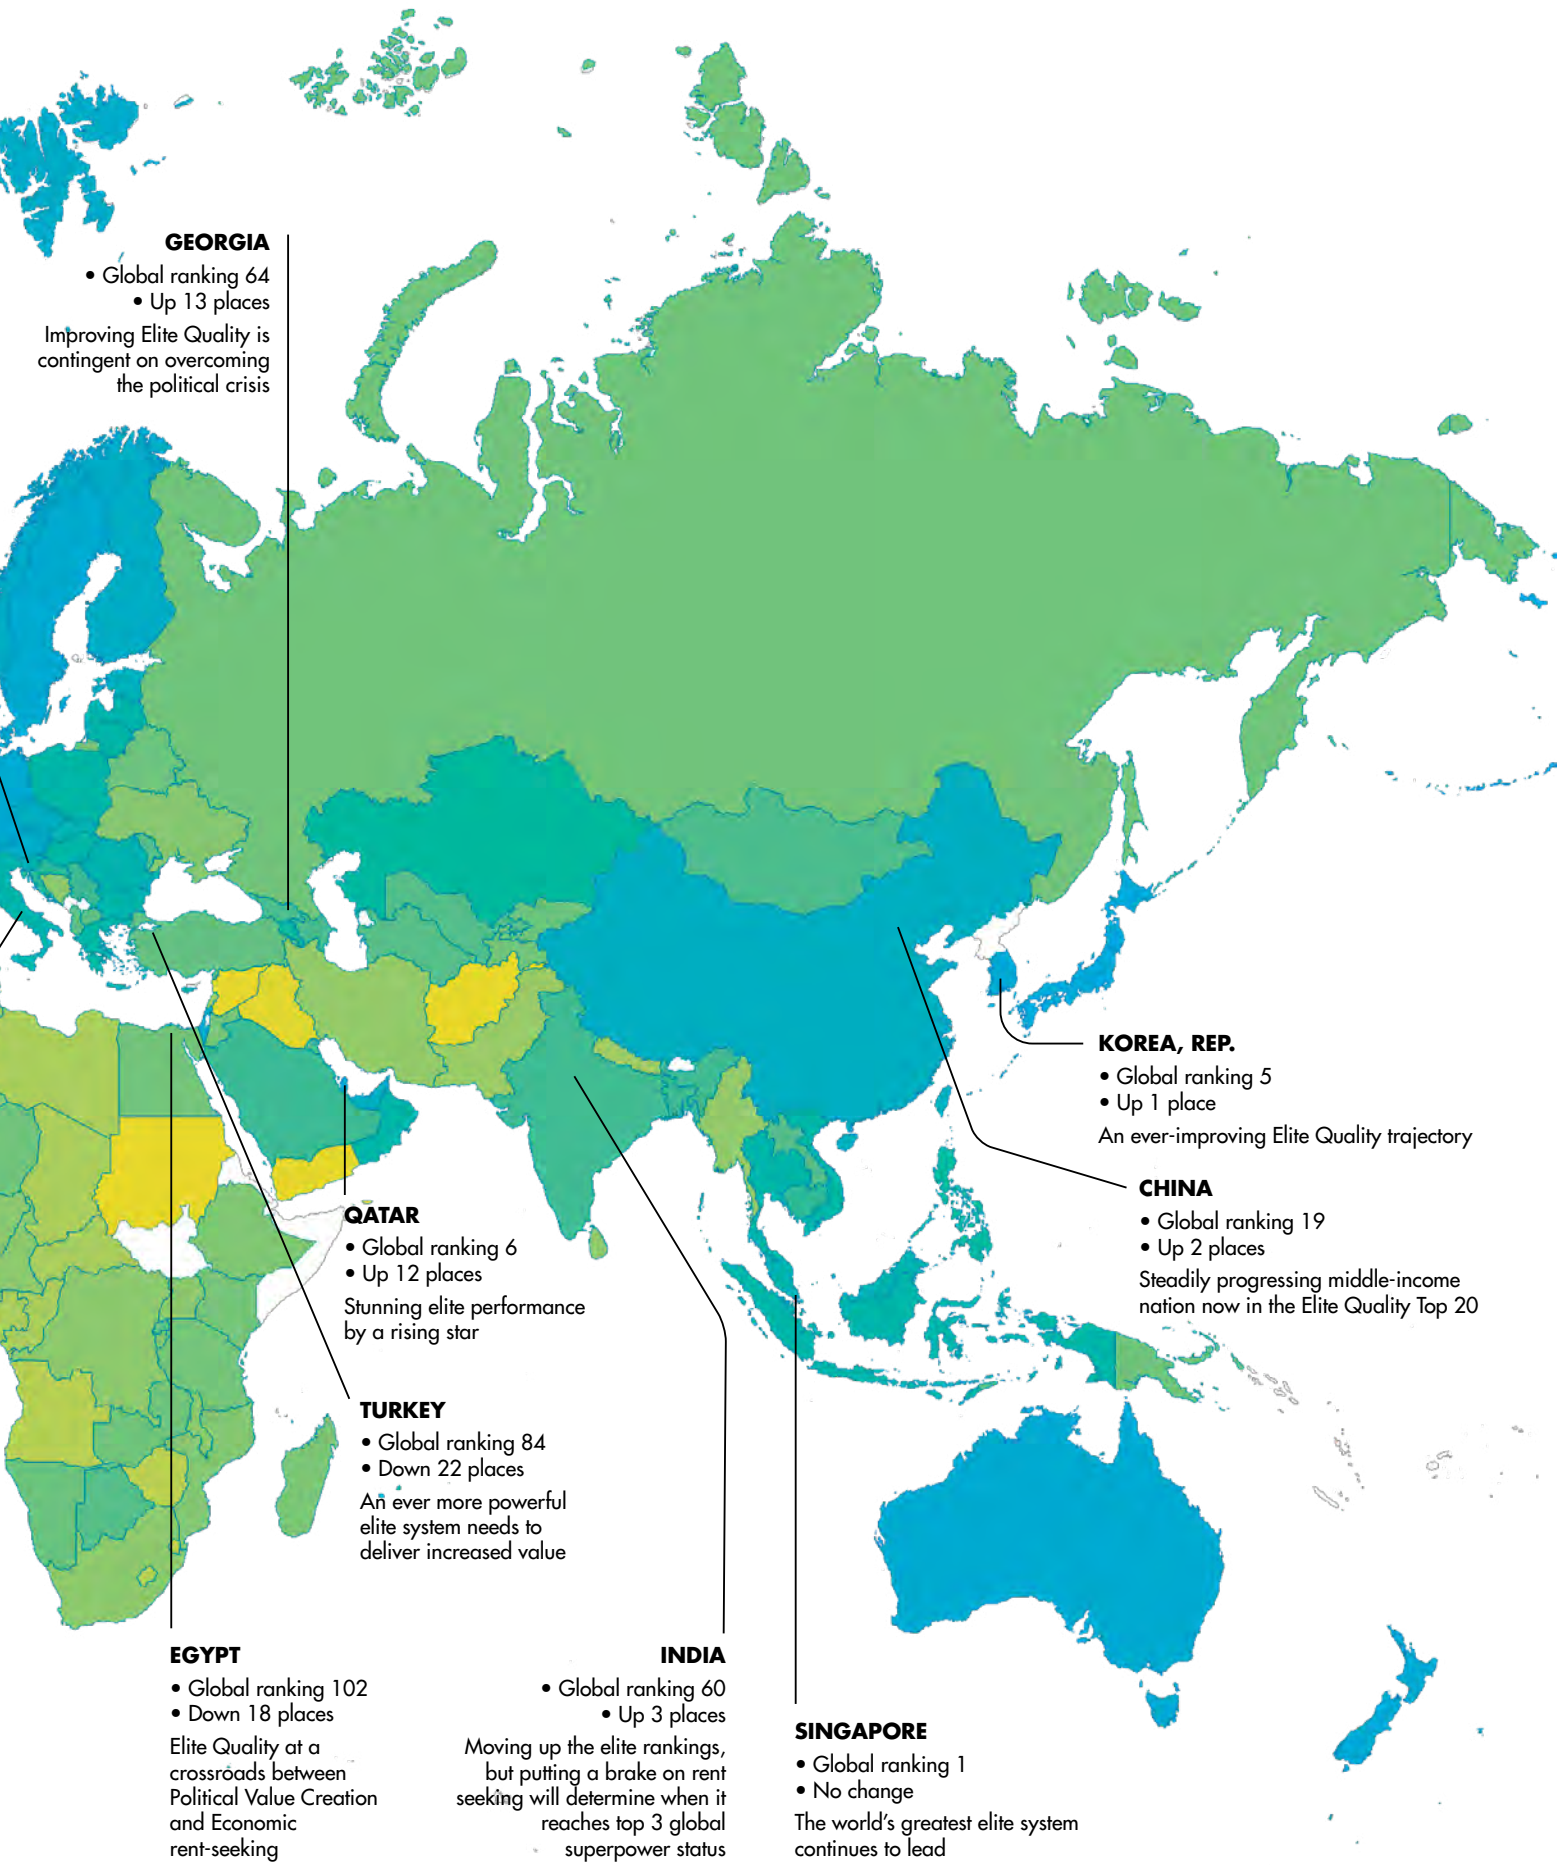 GEORGIA
• Global ranking 64
• Up 13 places
Improving Elite Quality is
contingent on overcoming
the political crisis
KOREA, REP.
• Global ranking 5
• Up 1 place
An ever-improving Elite Quality trajectory
CHINA
• Global ranking 19
• Up 2 places
Steadily progressing middle-income
nation now in the Elite Quality Top 20
QATAR
• Global ranking 6
• Up 12 places
Stunning elite performance
by a rising star
TURKEY
• Global ranking 84
• Down 22 places
An ever more powerful
elite system needs to
deliver increased value
EGYPT
• Global ranking 102
• Down 18 places
Elite Quality at a
crossroads between
Political Value Creation
and Economic
rent-seeking
INDIA
• Global ranking 60
• Up 3 places
Moving up the elite rankings,
but putting a brake on rent
seeking will determine when it
reaches top 3 global
superpower status
SINGAPORE
• Global ranking 1
• No change
The world's greatest elite system
continues to lead